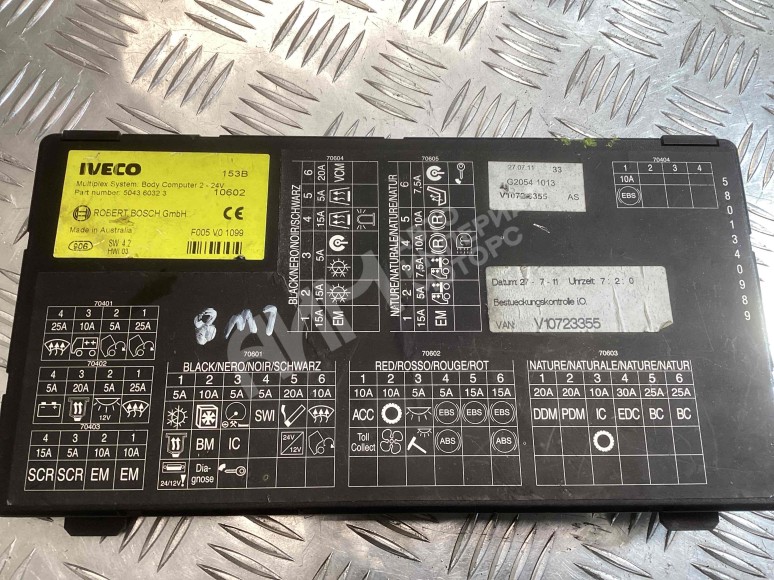 IVECO 153B
Multiplex System: Body Computer 2 - 24V
Part number: 5043 6032 3 10602
ROBERT BOSCH GmbH CE
Made in Australia F005 V0 1099
906 SW 4.2
HWI 03
70604
BLACK/NERO/NOIR/SCHWARZ
6 20A VCM
5 5A
4 15A
3 5A
5A
2 15A
1 15A EM
70605
NATURE/NATURALE/NATURE/NATUR
6 7,5A
5 15A
4 5A R
3 10A R
7,5A
2 10A
5A
1 15A EM
27.07.11 33
G2054 1013
V10723355 AS
70404
1 2 3 4
10A
EBS
5801340989
Datum: 27 - 7-11 Uhrzeit: 7 : 2 : 0
Bestueckungskontrolle i.O.
VAN: V10723355
8 M1
70401
4 3 2 1
25A 10A 5A 25A
70402
4 3 2 1
5A 20A 5A 25A
12V
70403
4 3 2 1
15A 5A 10A 10A
SCR SCR EM EM
70601
BLACK/NERO/NOIR/SCHWARZ
1 2 3 4 5 6
5A 10A 5A 5A 20A 10A
SWI
BM IC 24V 12V
24/12V Dia-gnose
70602
RED/ROSSO/ROUGE/ROT
1 2 3 4 5 6
10A 10A 5A 5A 15A 15A
ACC EBS EBS EBS
Toll Collect ABS ABS
70603
NATURE/NATURALE/NATURE/NATUR
1 2 3 4 5 6
20A 20A 10A 30A 25A 25A
DDM PDM IC EDC BC BC